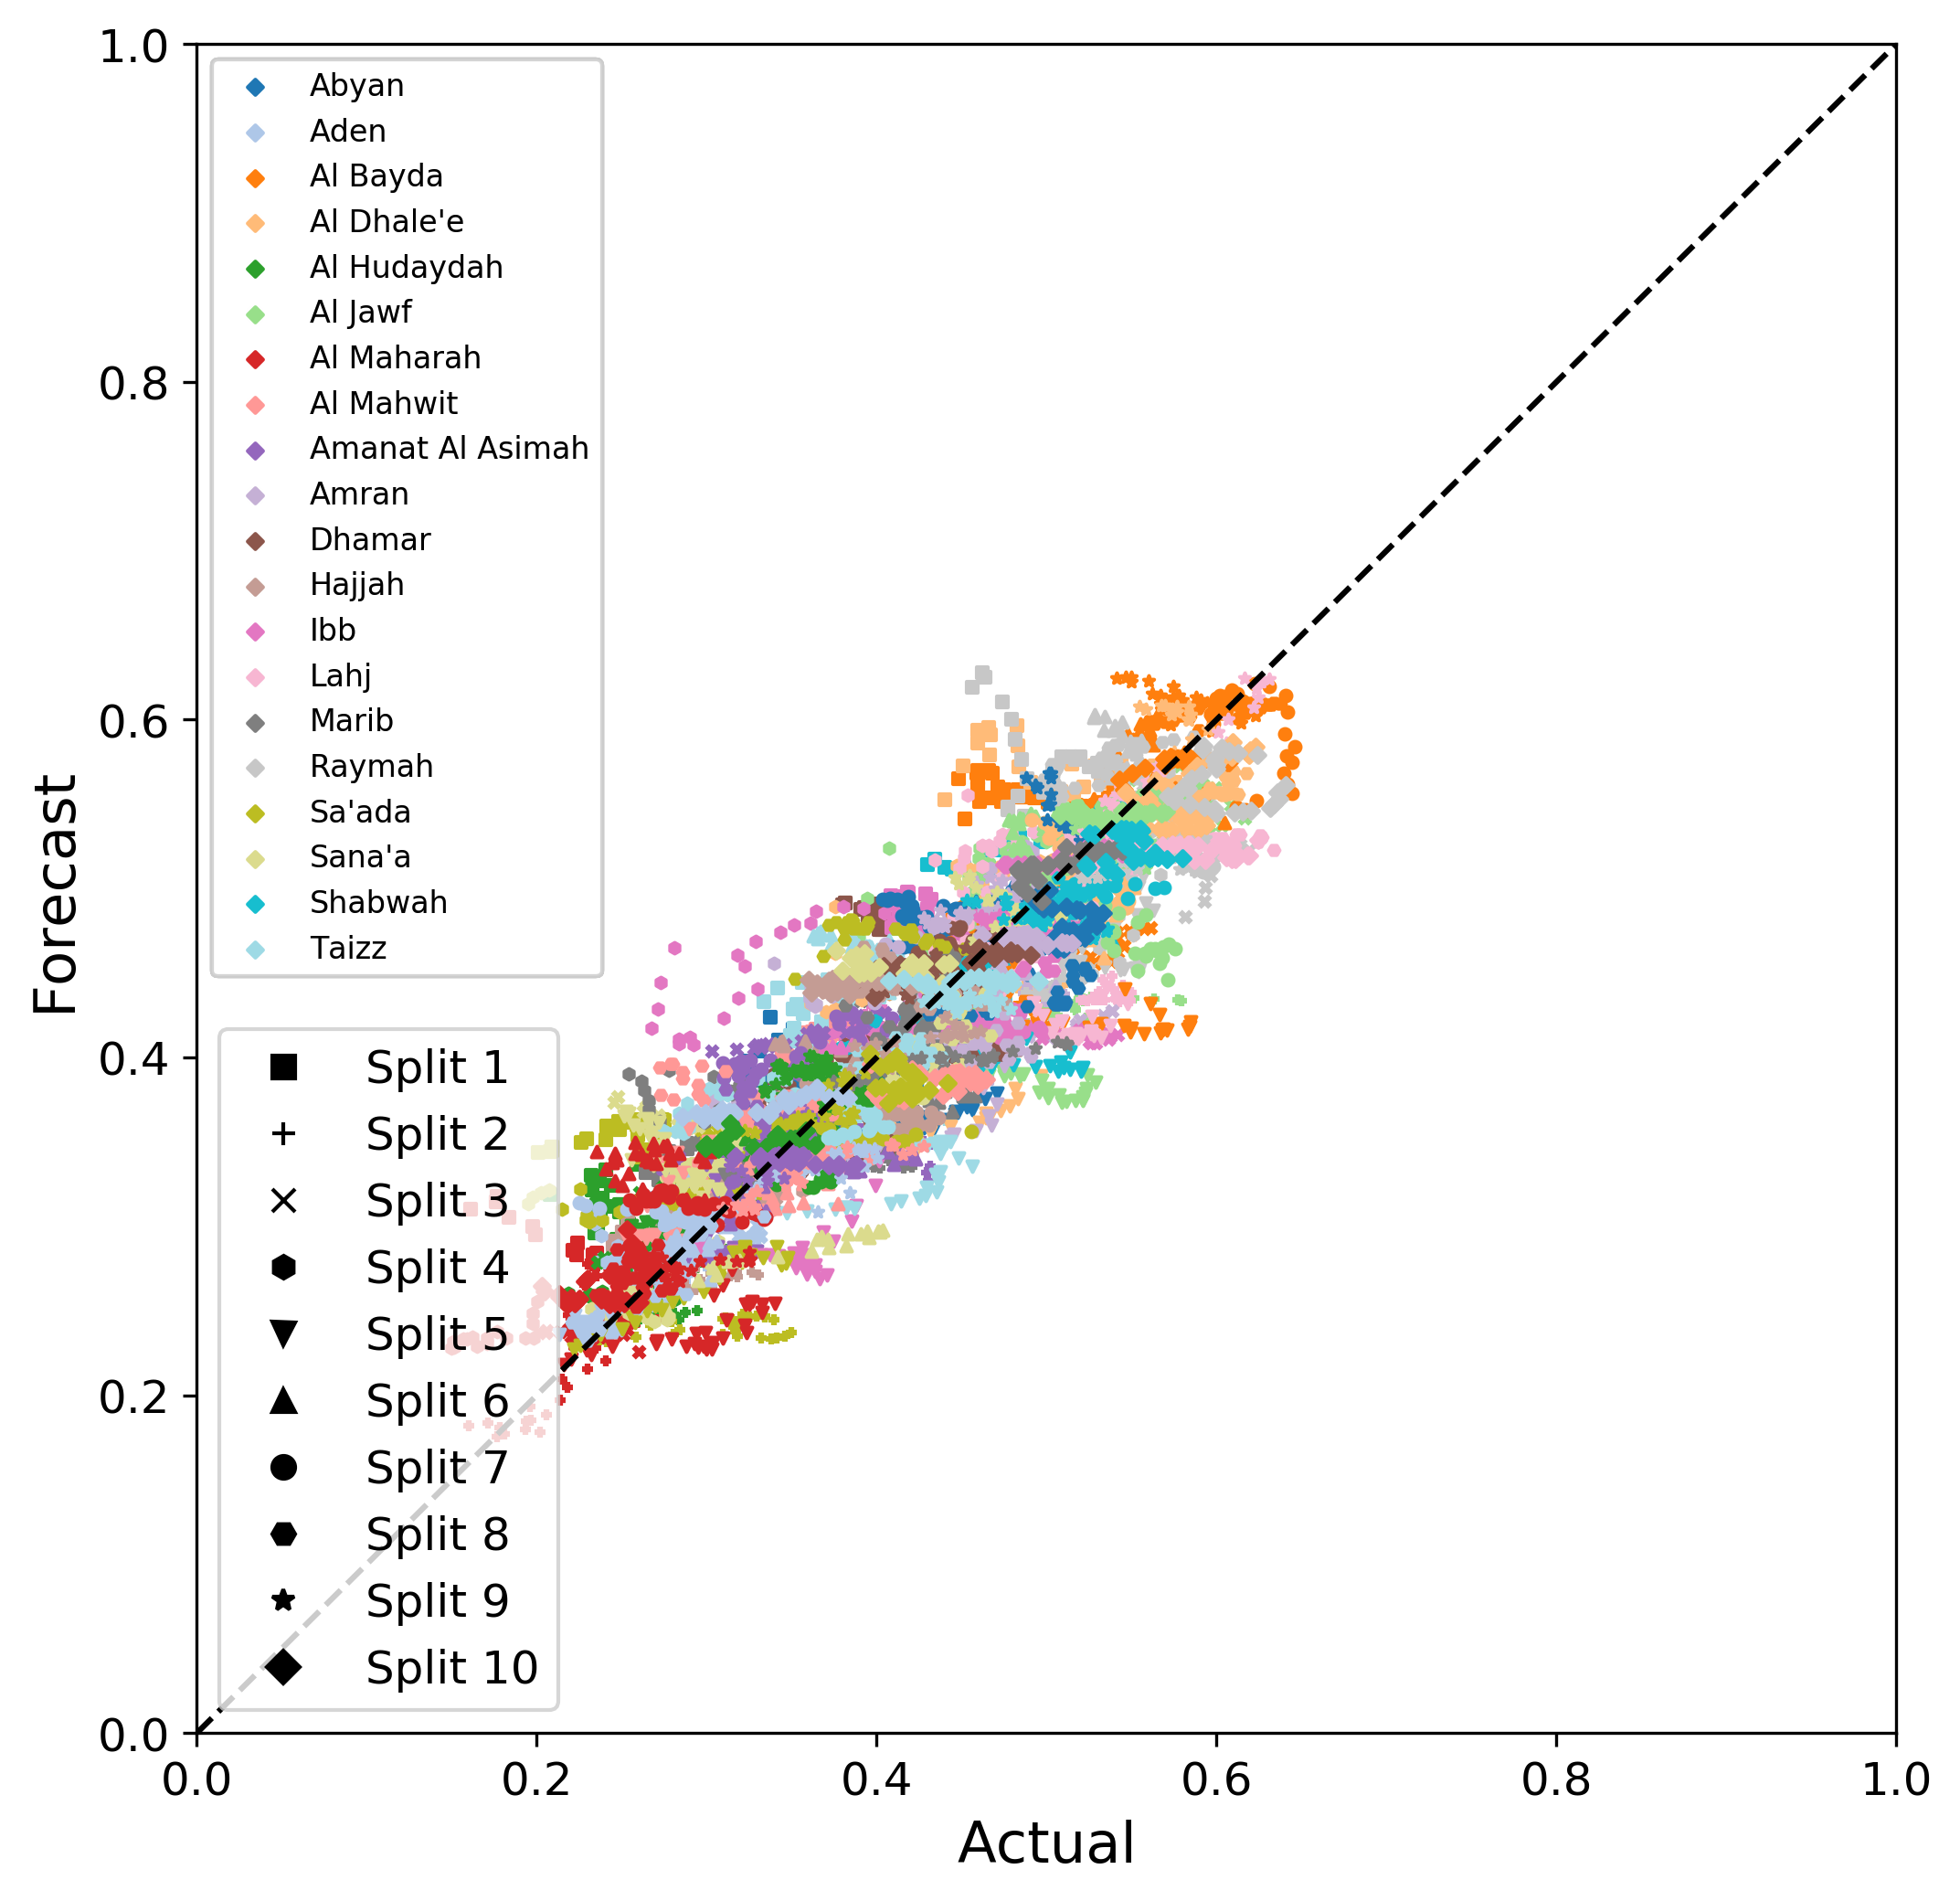 1.0
0.8
0.6
0.4
0.2
0.0
Forecast
Abyan
Aden
Al Bayda
Al Dhale'e
Al Hudaydah
Al Jawf
Al Maharah
Al Mahwit
Amanat Al Asimah
Amran
Dhamar
Hajjah
Ibb
Lahj
Marib
Raymah
Sa'ada
Sana'a
Shabwah
Taizz
Split 1
Split 2
Split 3
Split 4
Split 5
Split 6
Split 7
Split 8
Split 9
Split 10
0.0 0.2 0.4 0.6 0.8 1.0
Actual